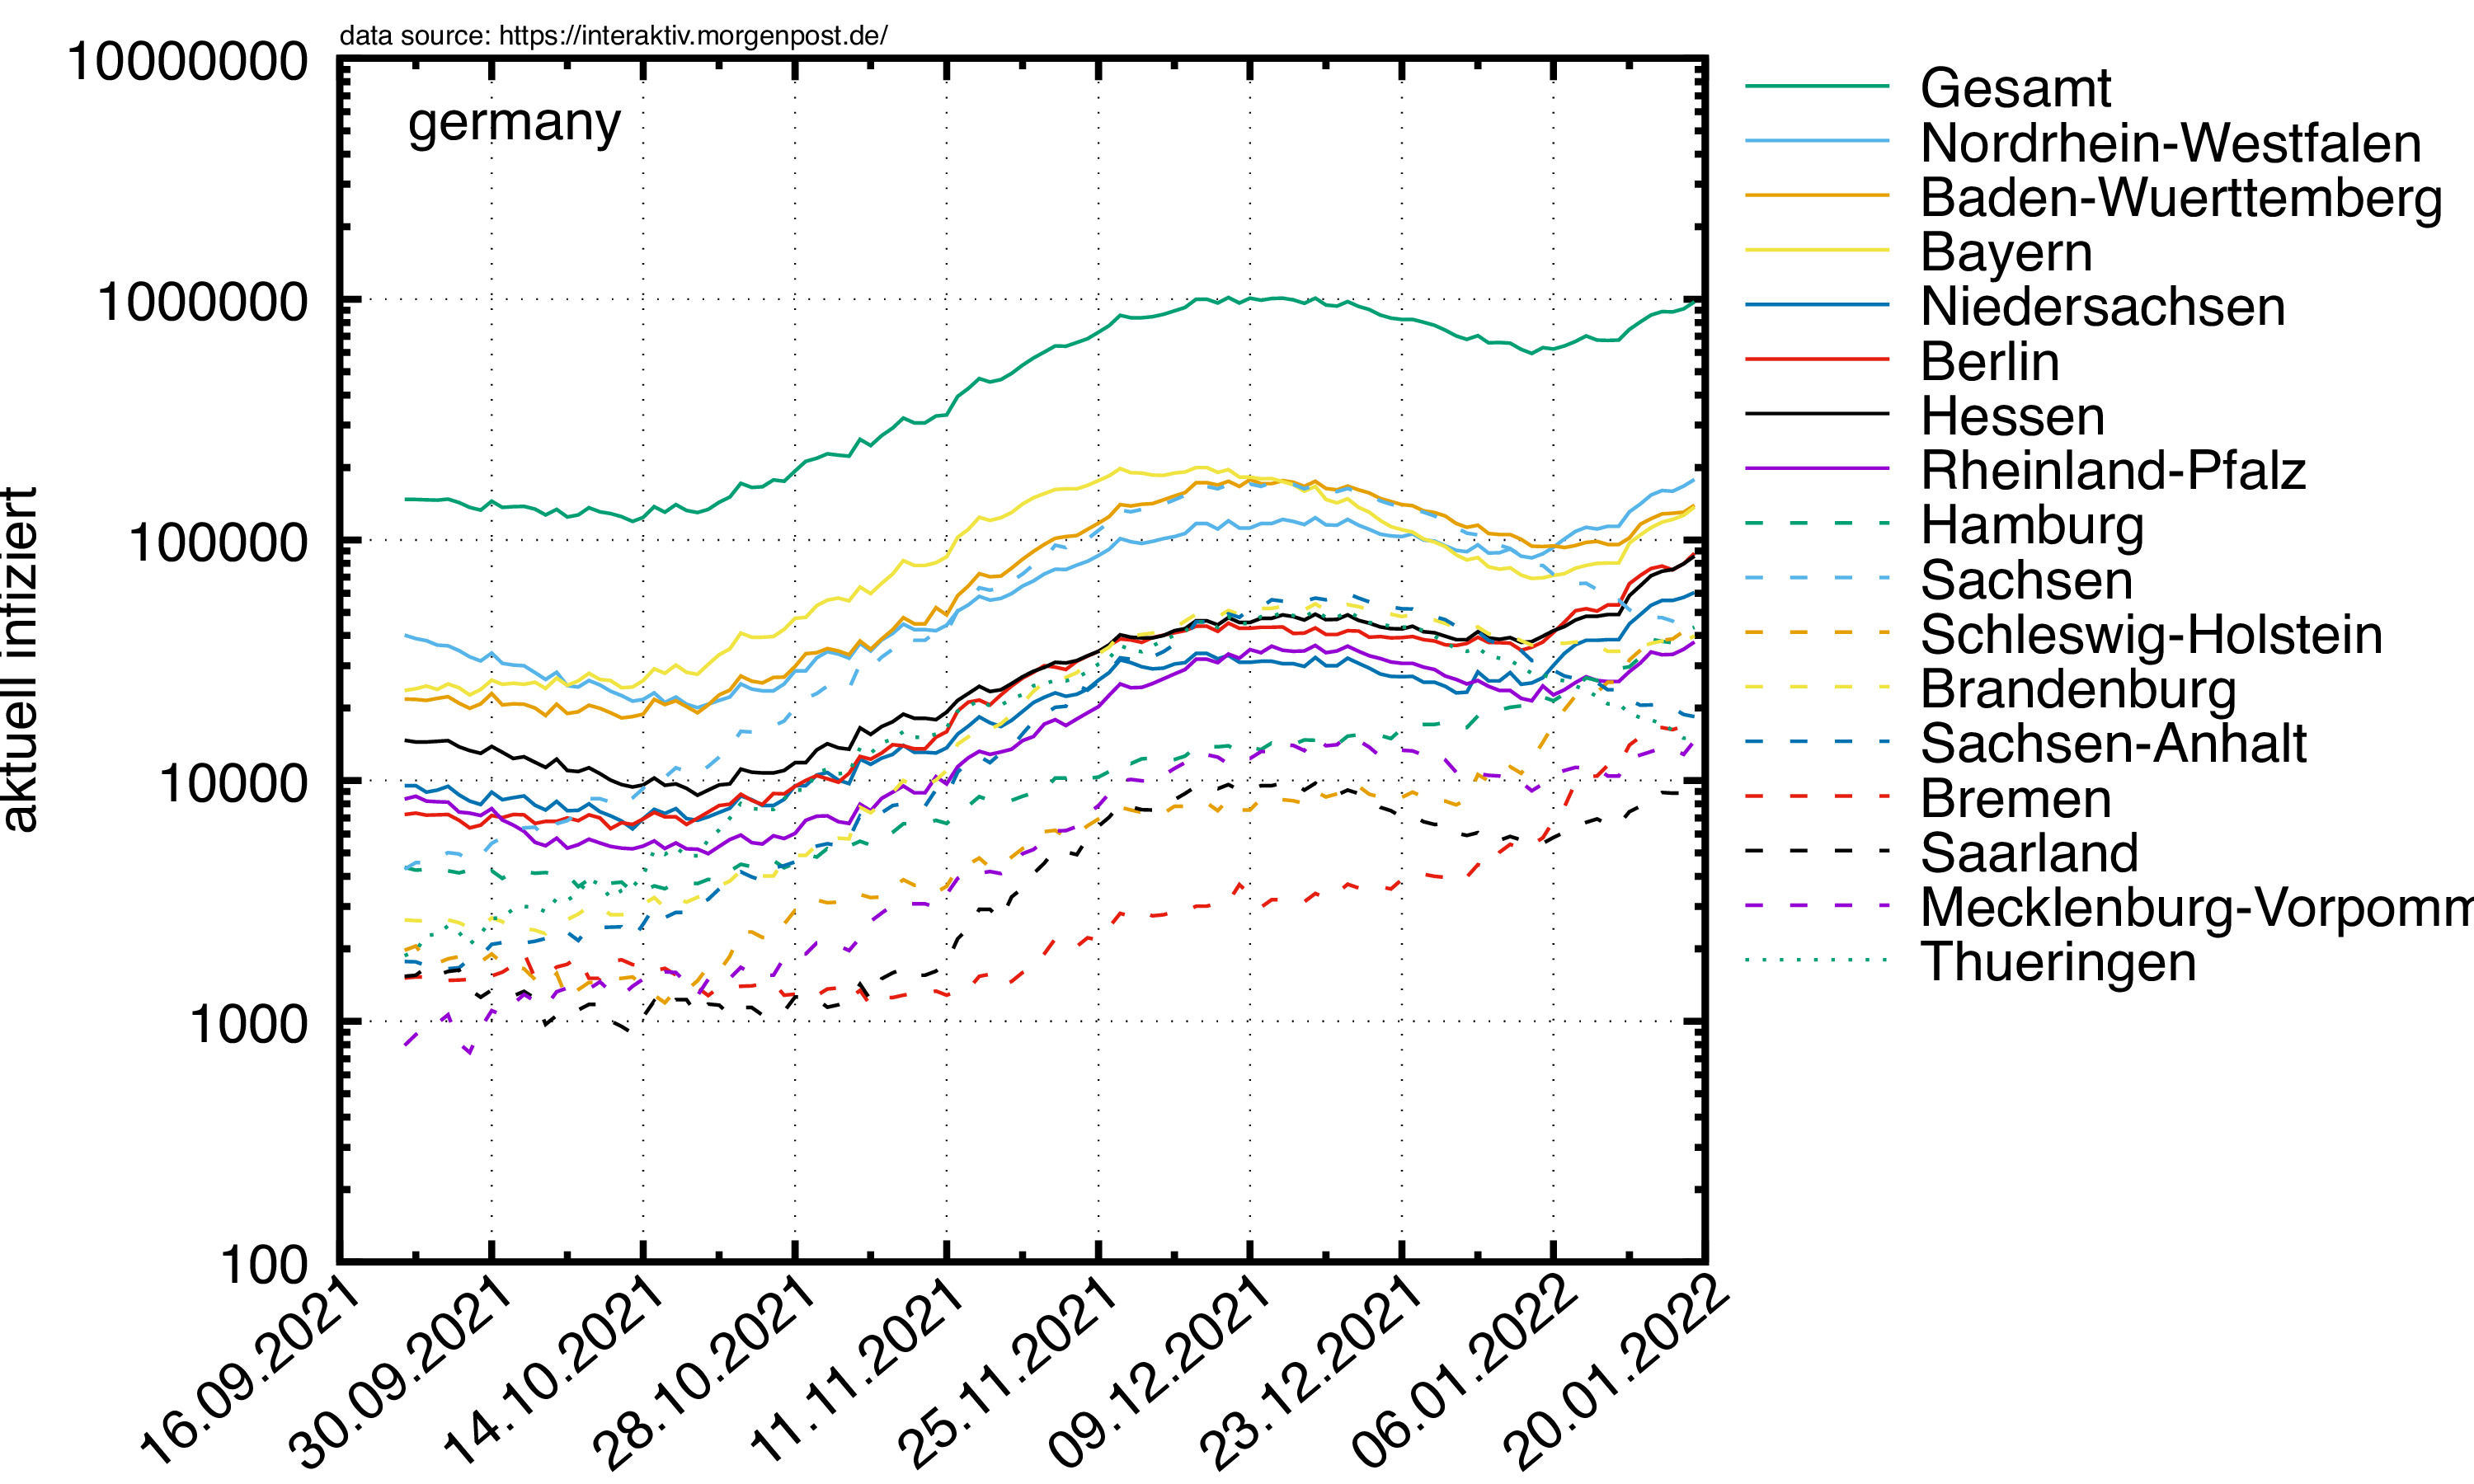 data source: https://interaktiv.morgenpost.de/
germany
aktuell infiziert
10000000
1000000
100000
10000
1000
100
16.09.2021
30.09.2021
14.10.2021
28.10.2021
11.11.2021
25.11.2021
09.12.2021
23.12.2021
06.01.2022
20.01.2022
Gesamt
Nordrhein-Westfalen
Baden-Wuerttemberg
Bayern
Niedersachsen
Berlin
Hessen
Rheinland-Pfalz
Hamburg
Sachsen
Schleswig-Holstein
Brandenburg
Sachsen-Anhalt
Bremen
Saarland
Mecklenburg-Vorpomm
Thueringen